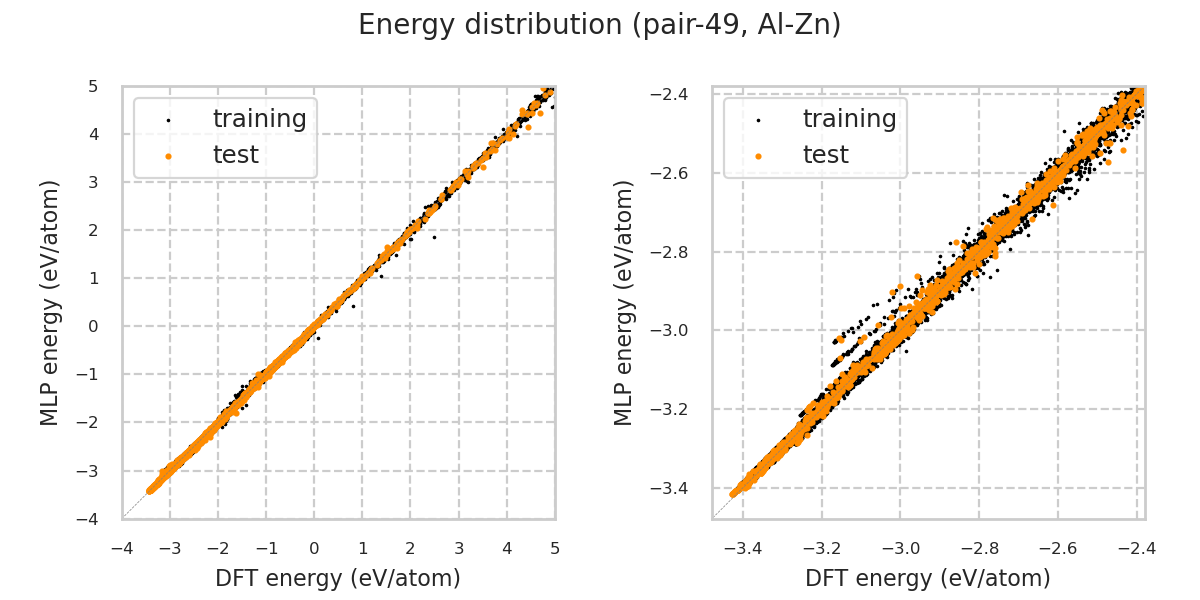 Energy distribution (pair-49, Al-Zn)
MLP energy (eV/atom)
5
4
3
2
1
0
−1
−2
−3
−4
training
test
−4 −3 −2 −1 0 1 2 3 4 5
DFT energy (eV/atom)
MLP energy (eV/atom)
−2.4
−2.6
−2.8
−3.0
−3.2
−3.4
training
test
−3.4 −3.2 −3.0 −2.8 −2.6 −2.4
DFT energy (eV/atom)